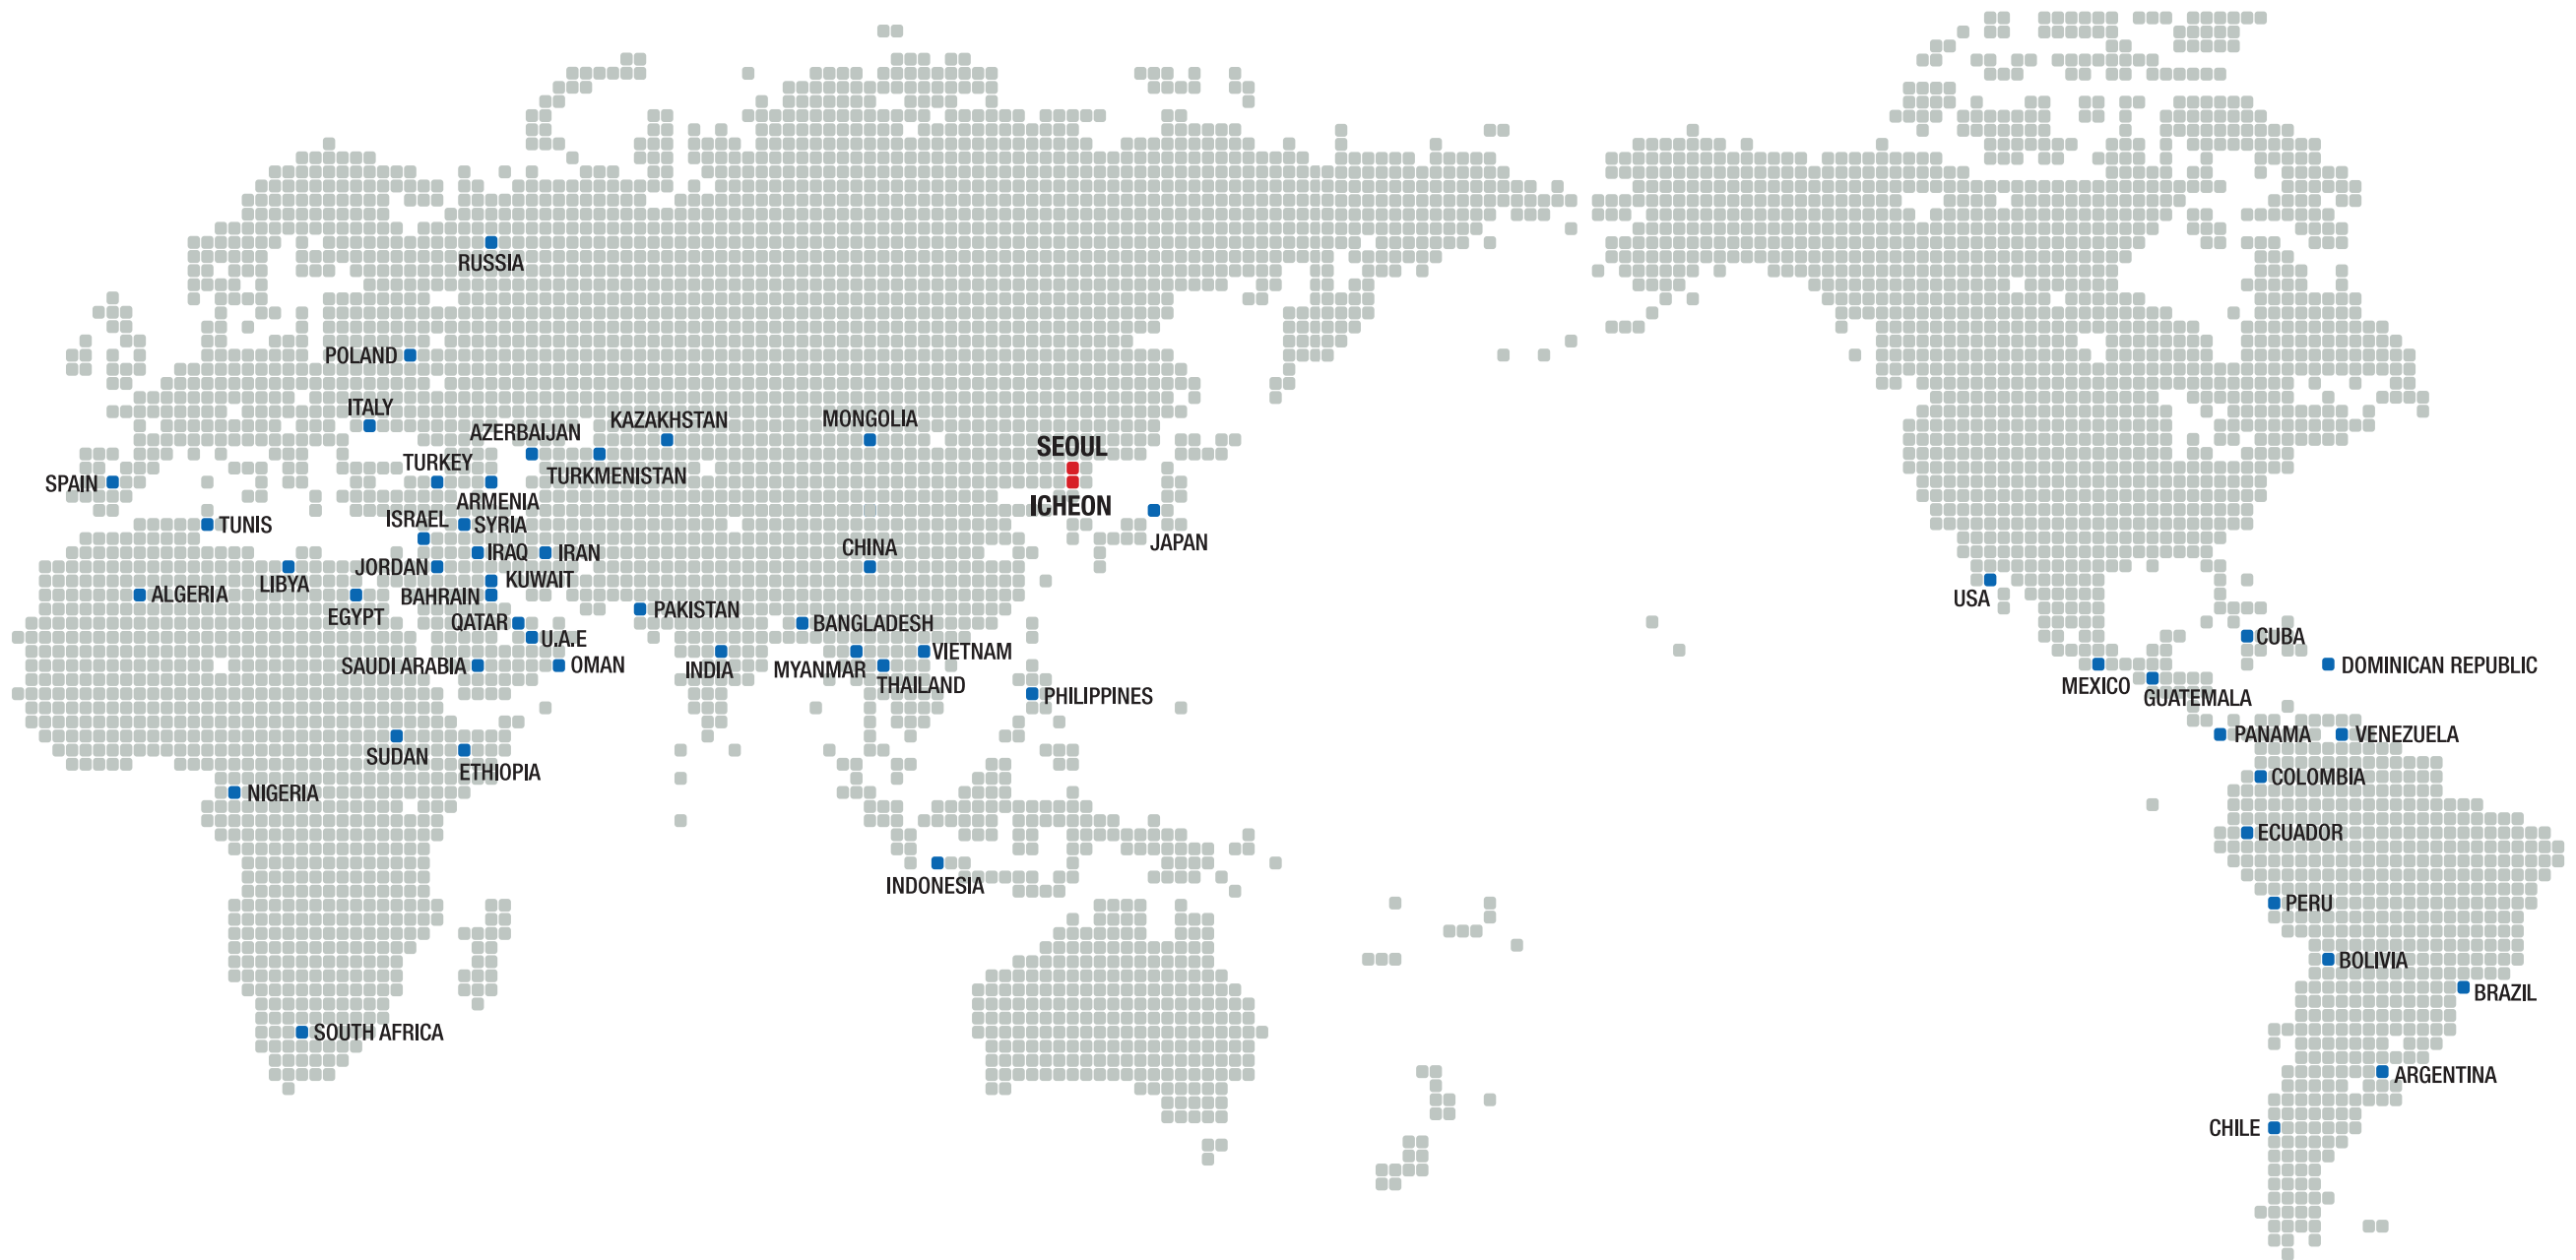 RUSSIA
POLAND
ITALY
KAZAKHSTAN
MONGOLIA
AZERBAIJAN
SEOUL
TURKEY
TURKMENISTAN
SPAIN
ARMENIA
ICHEON
ISRAEL
TUNIS
SYRIA
JAPAN
CHINA
IRAQ
IRAN
JORDAN
LIBYA
KUWAIT
ALGERIA
BAHRAIN
USA
PAKISTAN
EGYPT
QATAR
BANGLADESH
U.A.E
CUBA
VIETNAM
SAUDI ARABIA
OMAN
INDIA
MYANMAR
DOMINICAN REPUBLIC
THAILAND
MEXICO
PHILIPPINES
GUATEMALA
PANAMA
VENEZUELA
SUDAN
ETHIOPIA
COLOMBIA
NIGERIA
ECUADOR
INDONESIA
PERU
BOLIVIA
BRAZIL
SOUTH AFRICA
ARGENTINA
CHILE